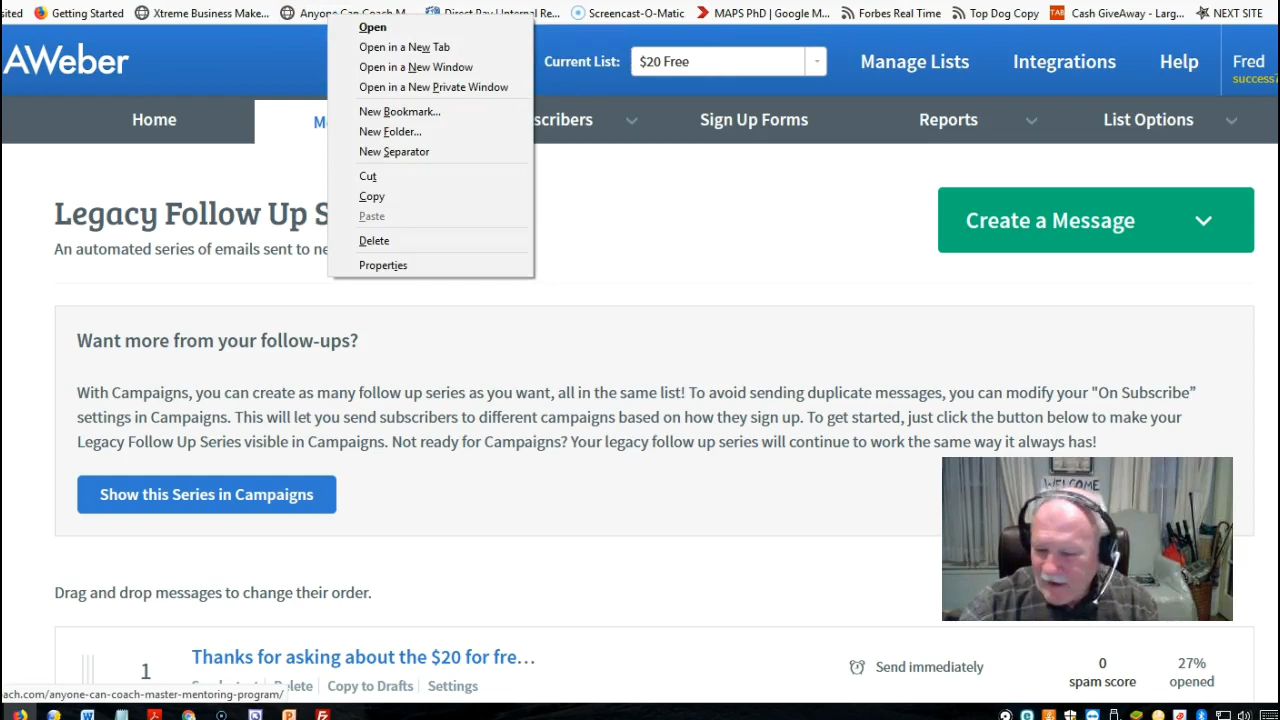 sited Getting Started Xtreme Business Make... Anyone Can Coach M Direct Pay (Internal Re... Screencast-O-Matic MAPS PhD | Google M... Forbes Real Time Top Dog Copy Cash GiveAway - Larg... NEXT SITE
AWeber
Current List: $20 Free Manage Lists Integrations Help Fred
success7
Home Me scribers Sign Up Forms Reports List Options
Open
Open in a New Tab
Open in a New Window
Open in a New Private Window
New Bookmark...
New Folder...
New Separator
Cut
Copy
Paste
Delete
Properties
Legacy Follow Up S
An automated series of emails sent to ne
Create a Message
Want more from your follow-ups?
With Campaigns, you can create as many follow up series as you want, all in the same list! To avoid sending duplicate messages, you can modify your "On Subscribe"
settings in Campaigns. This will let you send subscribers to different campaigns based on how they sign up. To get started, just click the button below to make your
Legacy Follow Up Series visible in Campaigns. Not ready for Campaigns? Your legacy follow up series will continue to work the same way it always has!
Show this Series in Campaigns
WELCOME
Drag and drop messages to change their order.
1 Thanks for asking about the $20 for fre... Send immediately 0 27%
spam score opened
elete Copy to Drafts Settings
each.com/anyone-can-coach-master-mentoring-program/